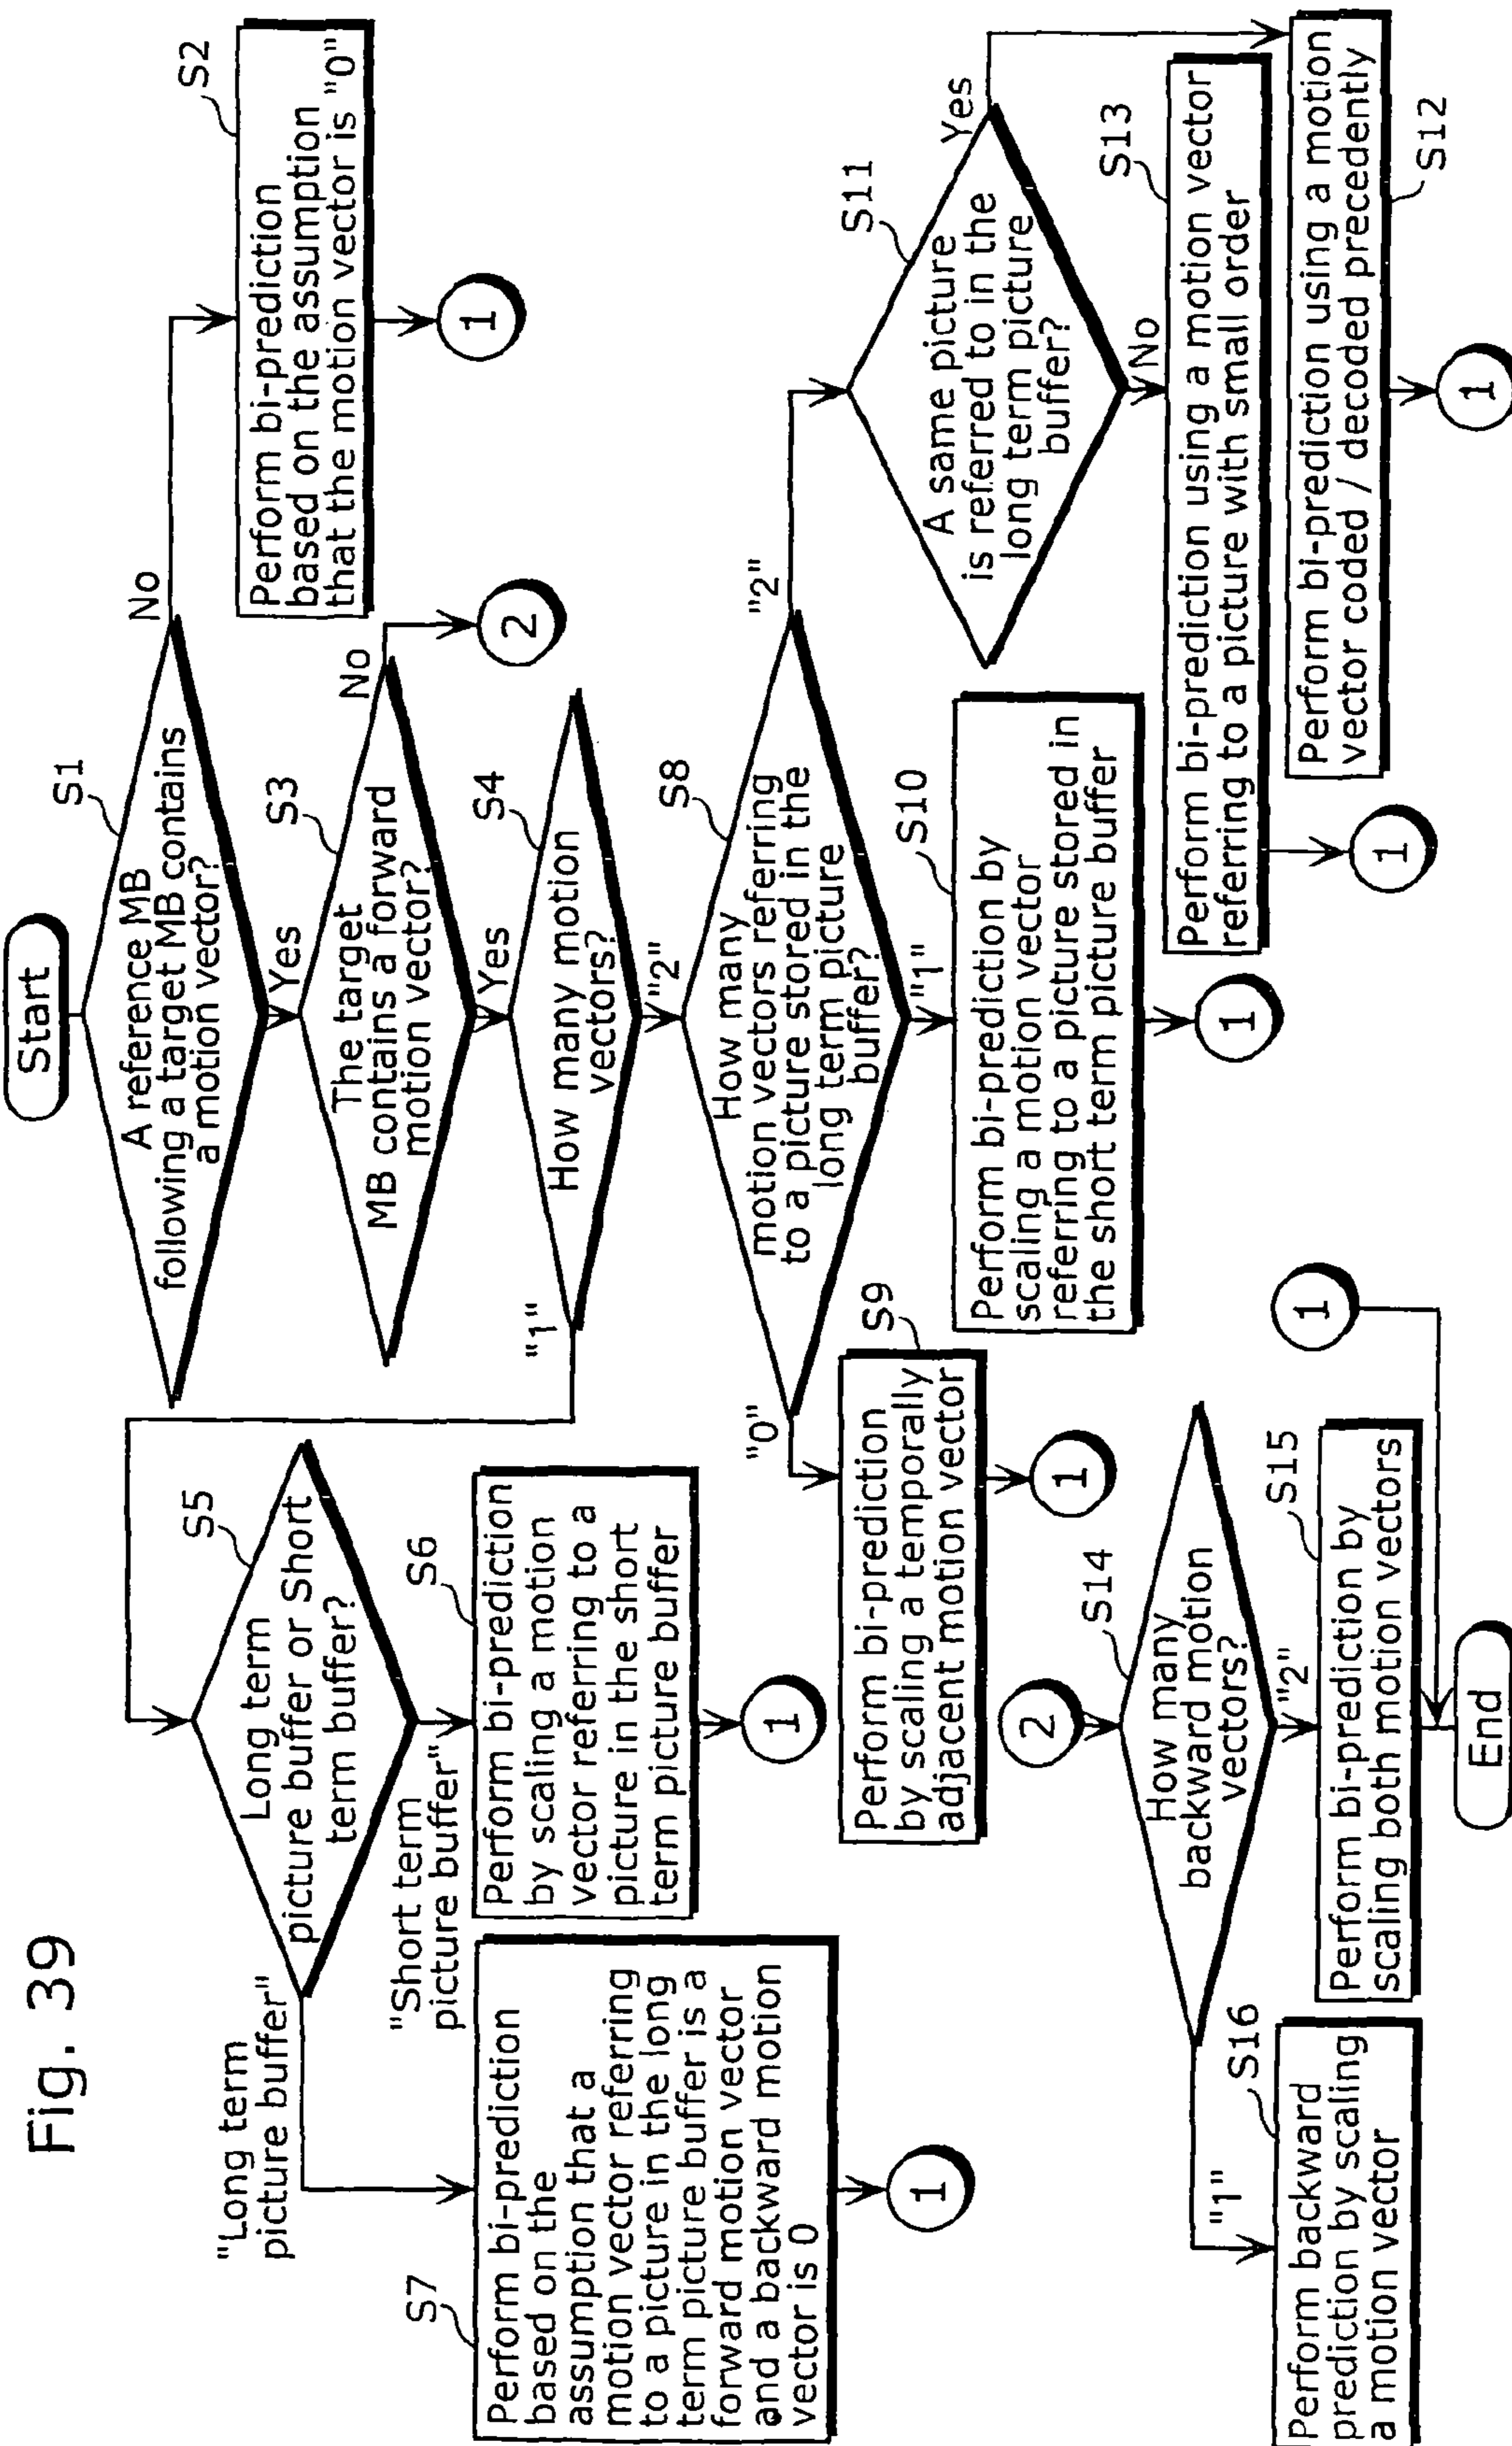 Fig. 39
Start
S1
A reference MB
following a target MB contains
a motion vector?
No
Yes
S2
Perform bi-prediction
based on the assumption
that the motion vector is "0"
1
S3
The target
MB contains a forward
motion vector?
No
2
Yes
S4
How many motion
vectors?
"1"
"2"
S5
Long term
picture buffer or Short
term buffer?
"Long term
picture buffer"
"Short term
picture buffer"
S6
Perform bi-prediction
by scaling a motion
vector referring to a
picture in the short
term picture buffer
1
S7
Perform bi-prediction
based on the
assumption that a
motion vector referring
to a picture in the long
term picture buffer is a
forward motion vector
and a backward motion
vector is 0
1
S8
How many
motion vectors referring
to a picture stored in the
long term picture
buffer?
"0"
"1"
"2"
S9
Perform bi-prediction
by scaling a temporally
adjacent motion vector
1
S10
Perform bi-prediction by
scaling a motion vector
referring to a picture stored in
the short term picture buffer
1
S11
A same picture
is referred to in the
long term picture
buffer?
Yes
No
S13
Perform bi-prediction using a motion vector
referring to a picture with small order
1
Perform bi-prediction using a motion
vector coded / decoded precedently
S12
1
2
S14
How many
backward motion
vectors?
"1"
"2"
S15
Perform bi-prediction by
scaling both motion vectors
S16
Perform backward
prediction by scaling
a motion vector
1
End